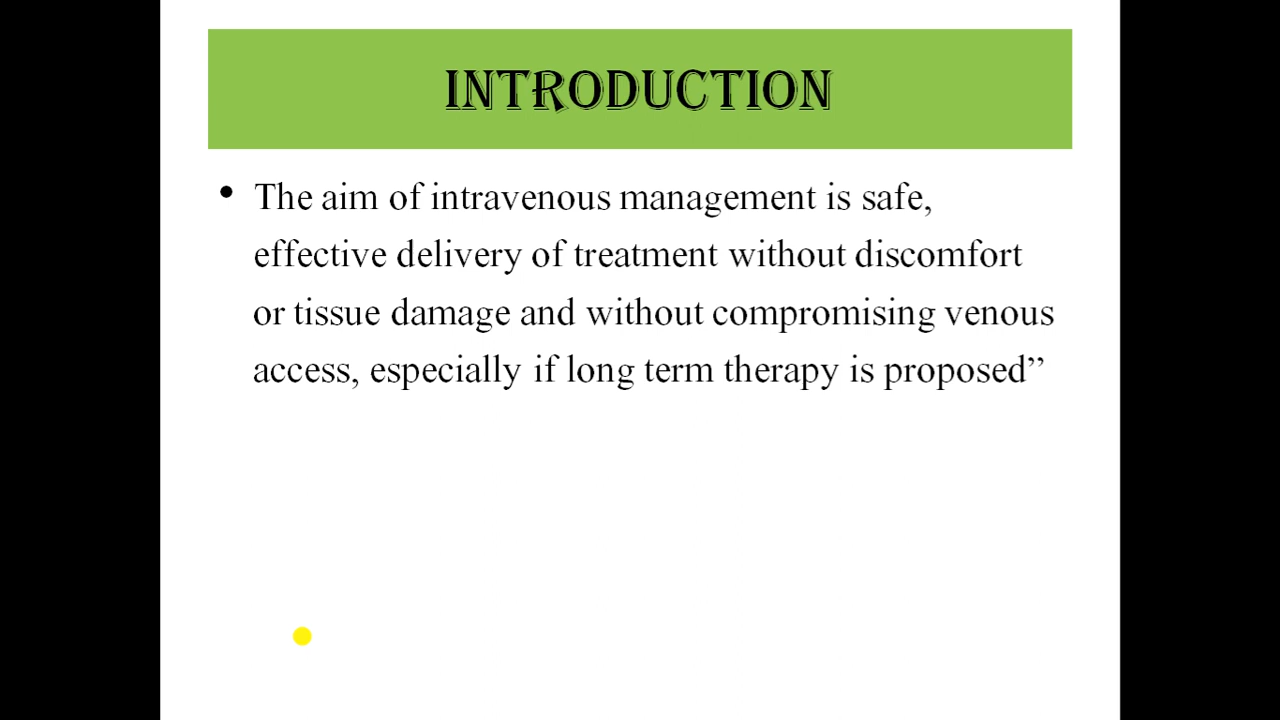 INTRODUCTION
• The aim of intravenous management is safe,
effective delivery of treatment without discomfort
or tissue damage and without compromising venous
access, especially if long term therapy is proposed”